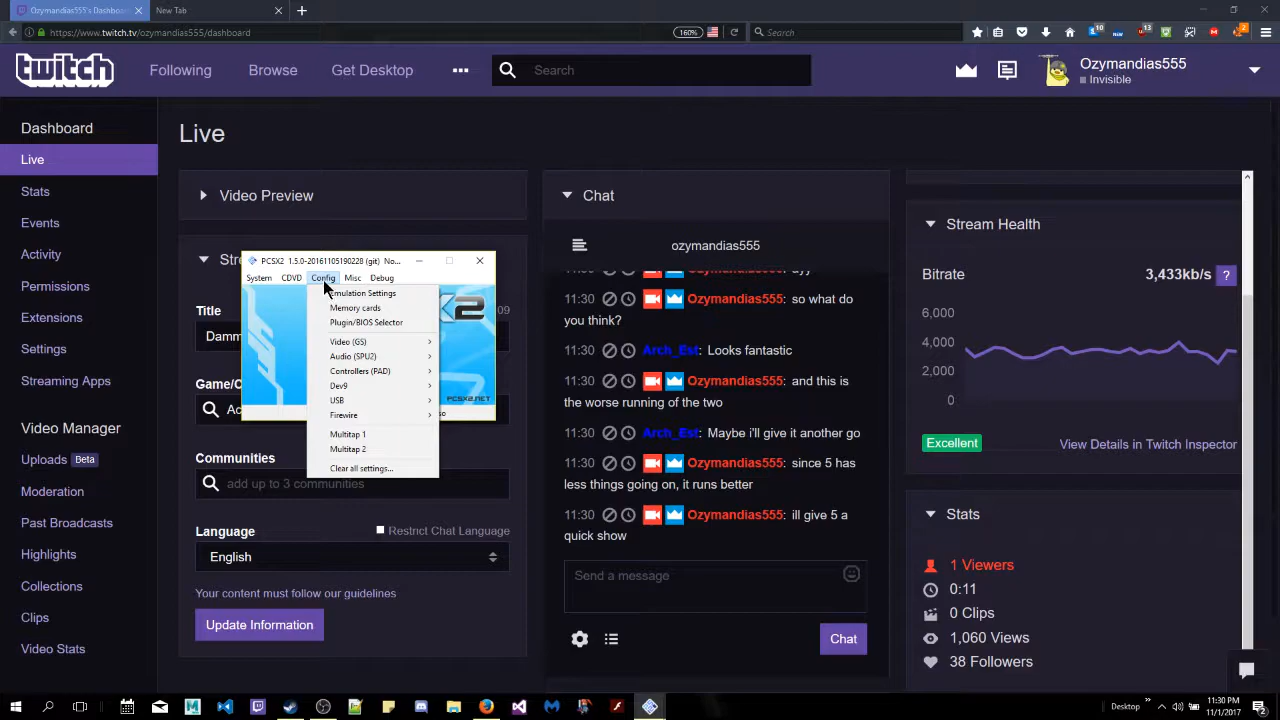 Ozymandias555's Dashboa
New Tab
https://www.twitch.tv/ozymandias555/dashboard
160%
Search
10
13
2
twitch
Following
Browse
Get Desktop
Search
Ozymandias555
Invisible
Dashboard
Live
Stats
Events
Activity
Permissions
Extensions
Settings
Streaming Apps
Video Manager
Uploads Beta
Moderation
Past Broadcasts
Highlights
Collections
Clips
Video Stats
Live
Video Preview
Title
Damm
Communities
add up to 3 communities
Language
Restrict Chat Language
English
Your content must follow our guidelines
Update Information
PCSX2 1.5.0-20161105190228 (git) No...
System CDVD Config Misc Debug
Emulation Settings
Memory cards
Plugin/BIOS Selector
Video (GS)
Audio (SPU2)
Controllers (PAD)
Dev9
USB
Firewire
Multitap 1
Multitap 2
Clear all settings...
PCSX2.NET
Chat
ozymandias555
11:30 Ozymandias555: so what do
you think?
11:30 Arch_Est: Looks fantastic
11:30 Ozymandias555: and this is
the worse running of the two
11:30 Arch_Est: Maybe i'll give it another go
11:30 Ozymandias555: since 5 has
less things going on, it runs better
11:30 Ozymandias555: ill give 5 a
quick show
Send a message
Chat
Stream Health
Bitrate 3,433kb/s ?
6,000
4,000
2,000
0
Excellent View Details in Twitch Inspector
Stats
1 Viewers
0:11
0 Clips
1,060 Views
38 Followers
Desktop
11:30 PM
11/1/2017
2